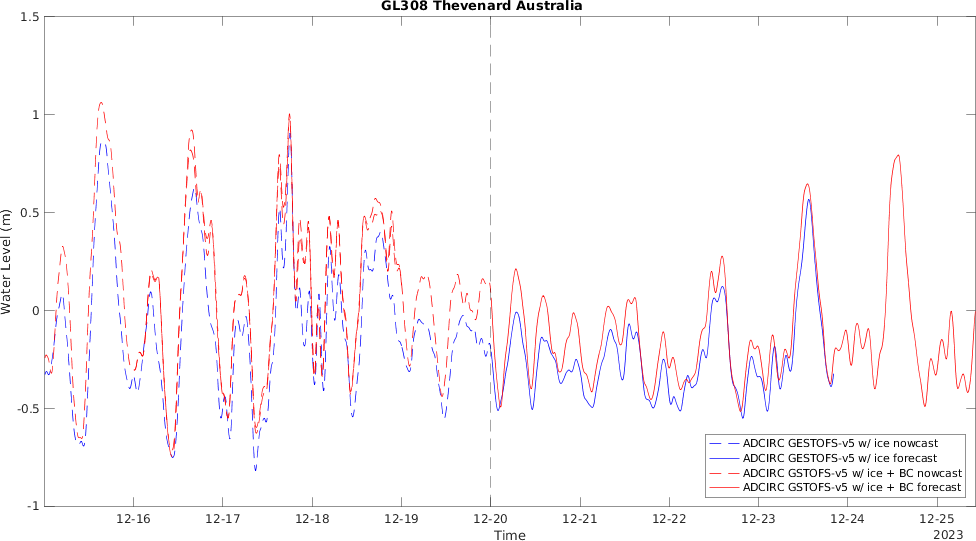 GL308 Thevenard Australia
1.5
1
0.5
0
-0.5
-1
Water Level (m)
12-16
12-17
12-18
12-19
12-20
12-21
12-22
12-23
12-24
12-25
Time
2023
ADCIRC GESTOFS-v5 w/ ice nowcast
ADCIRC GESTOFS-v5 w/ ice forecast
ADCIRC GSTOFS-v5 w/ ice + BC nowcast
ADCIRC GSTOFS-v5 w/ ice + BC forecast